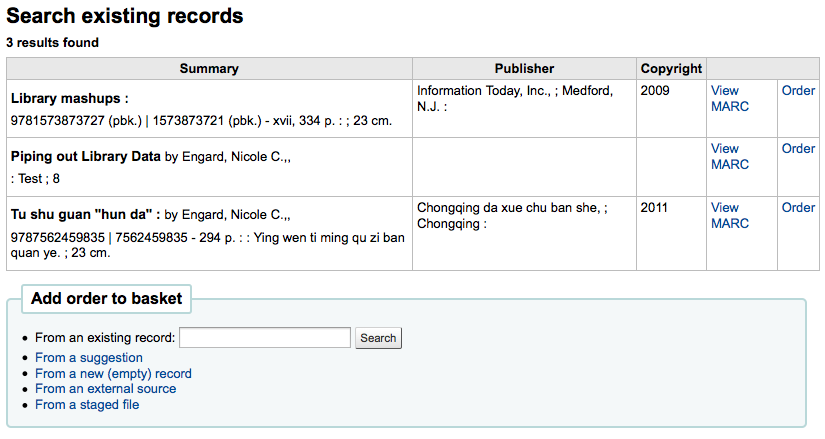 Search existing records
3 results found
Summary Publisher Copyright
Library mashups :
9781573873727 (pbk.) | 1573873721 (pbk.) - xvii, 334 p. : ; 23 cm.
Information Today, Inc., ; Medford,
N.J. :
2009
View
MARC
Order
Piping out Library Data by Engard, Nicole C.,,
: Test ; 8
View
MARC
Order
Tu shu guan "hun da" : by Engard, Nicole C.,,
9787562459835 | 7562459835 - 294 p. : : Ying wen ti ming qu zi ban
quan ye. ; 23 cm.
Chongqing da xue chu ban she, ;
Chongqing :
2011
View
MARC
Order
Add order to basket
From an existing record: Search
From a suggestion
From a new (empty) record
From an external source
From a staged file